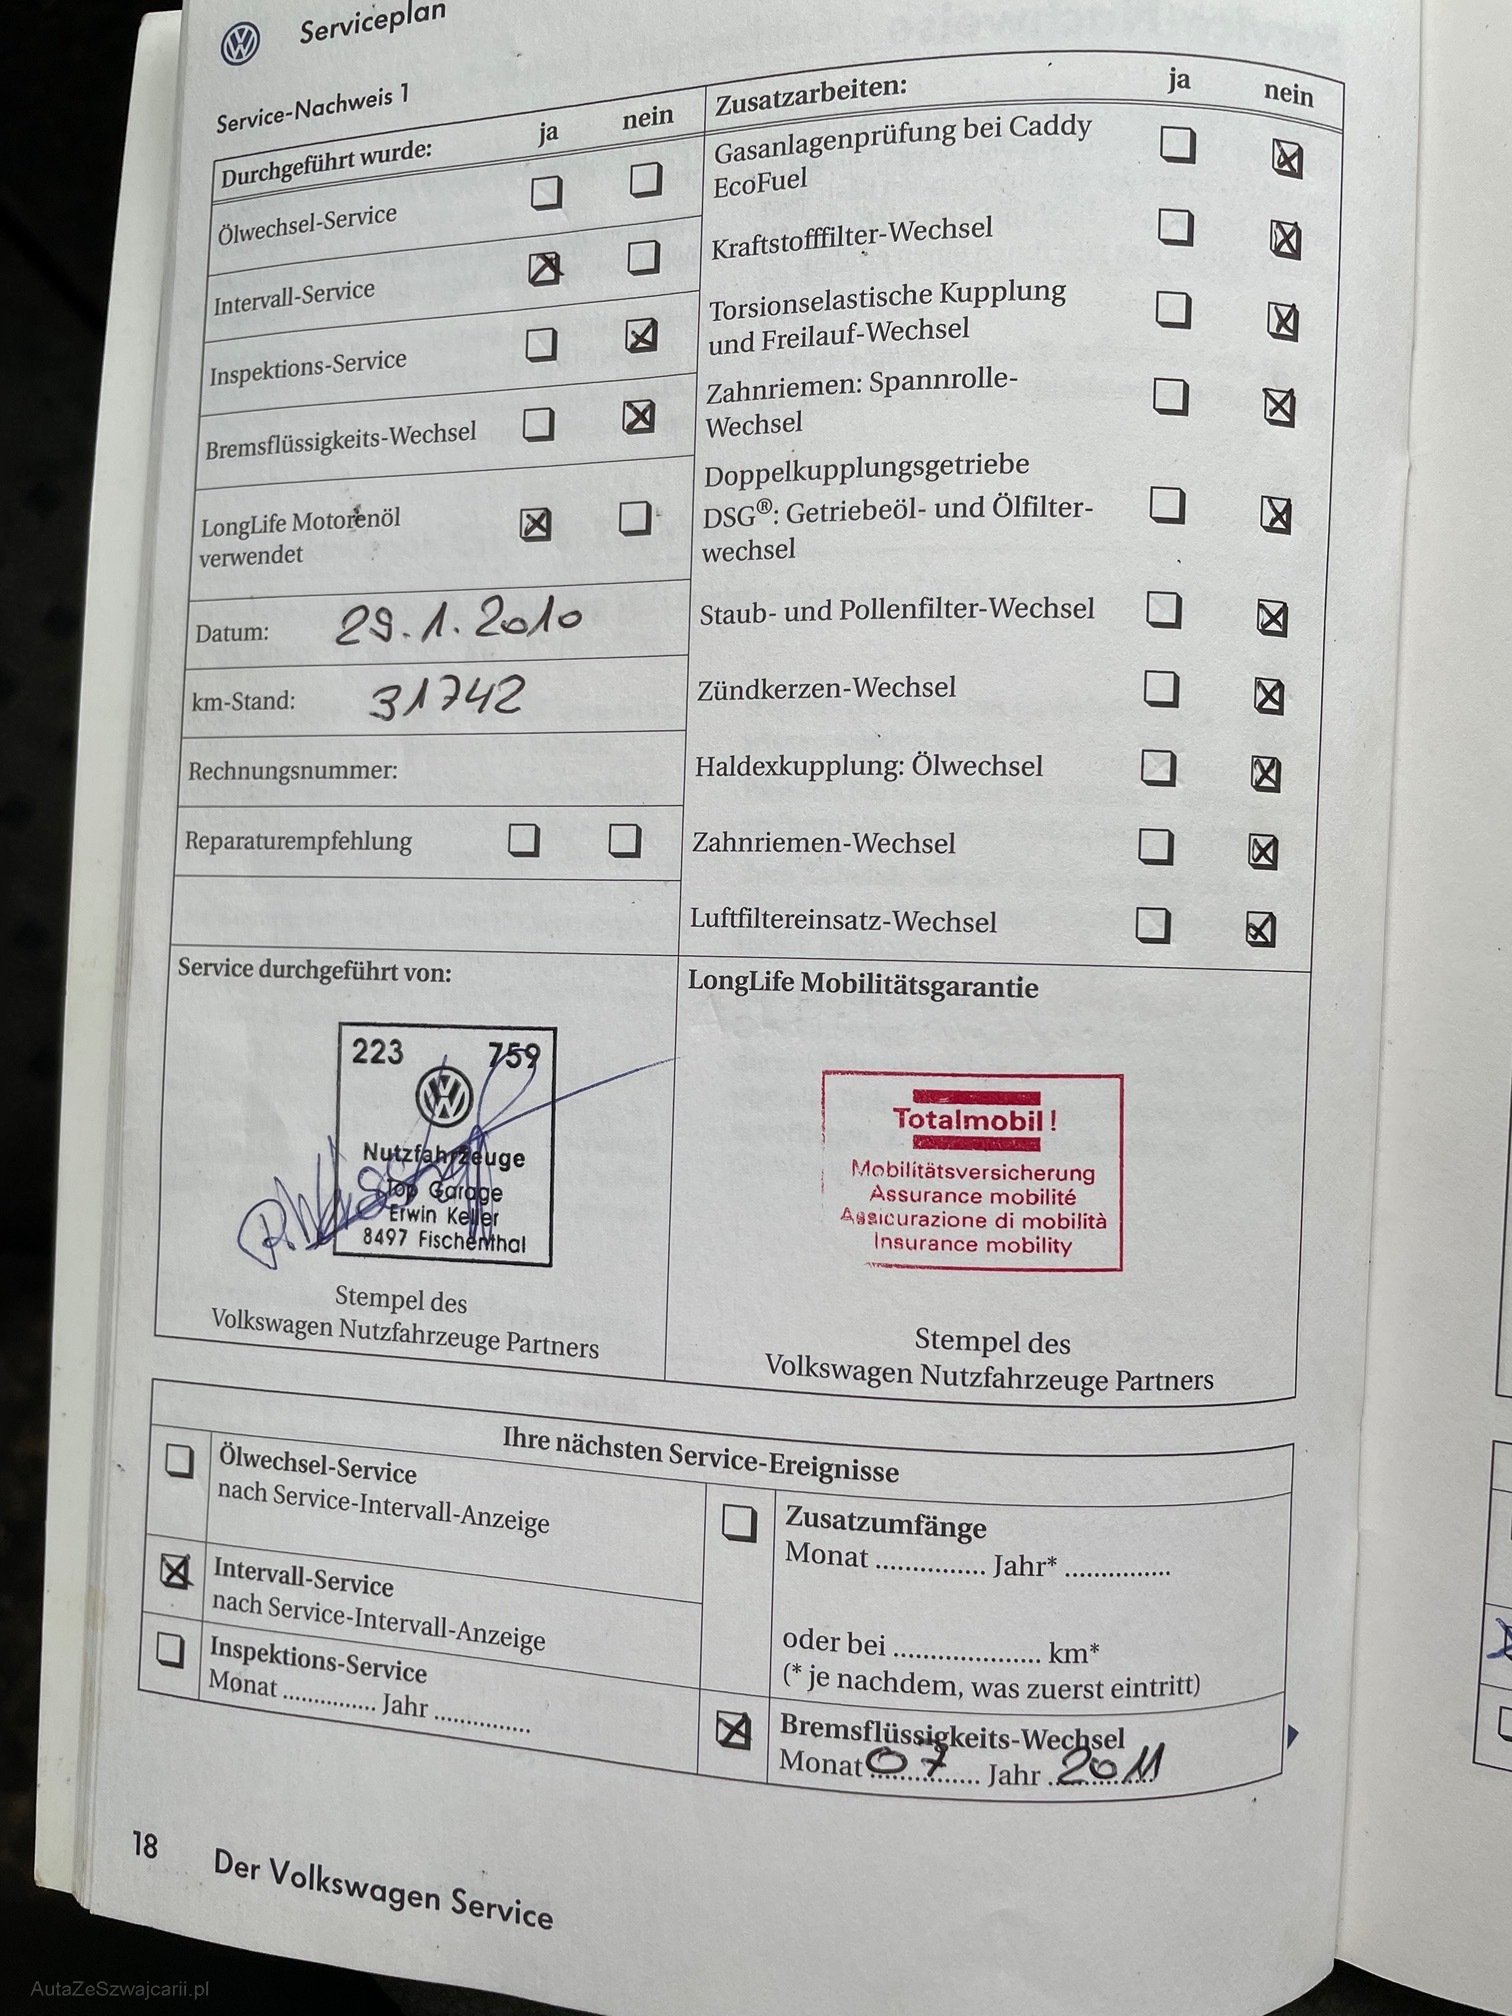 Serviceplan
Service-Nachweis 1
Durchgeführt wurde: ja nein
Ölwechsel-Service
Intervall-Service
Inspektions-Service
Bremsflüssigkeits-Wechsel
LongLife Motorenöl
verwendet
Datum: 29.1.2010
km-Stand: 31742
Rechnungsnummer:
Reparaturempfehlung
Zusatzarbeiten: ja nein
Gasanlagenprüfung bei Caddy
EcoFuel
Kraftstofffilter-Wechsel
Torsionselastische Kupplung
und Freilauf-Wechsel
Zahnriemen: Spannrolle-
Wechsel
Doppelkupplungsgetriebe
DSG®: Getriebeöl- und Ölfilter-
wechsel
Staub- und Pollenfilter-Wechsel
Zündkerzen-Wechsel
Haldexkupplung: Ölwechsel
Zahnriemen-Wechsel
Luftfiltereinsatz-Wechsel
Service durchgeführt von:
223 759
Nutzfahrzeuge
Top Garage
Erwin Keller
8497 Fischenthal
Stempel des
Volkswagen Nutzfahrzeuge Partners
LongLife Mobilitätsgarantie
Totalmobil!
Mobilitätsversicherung
Assurance mobilité
Assicurazione di mobilità
Insurance mobility
Stempel des
Volkswagen Nutzfahrzeuge Partners
Ihre nächsten Service-Ereignisse
Ölwechsel-Service
nach Service-Intervall-Anzeige
Intervall-Service
nach Service-Intervall-Anzeige
Inspektions-Service
Monat ............... Jahr ...............
Zusatzumfänge
Monat ............... Jahr* ...............
oder bei ..................... km*
(* je nachdem, was zuerst eintritt)
Bremsflüssigkeits-Wechsel
Monat 07 Jahr 2011
18 Der Volkswagen Service
AutaZeSzwajcarii.pl